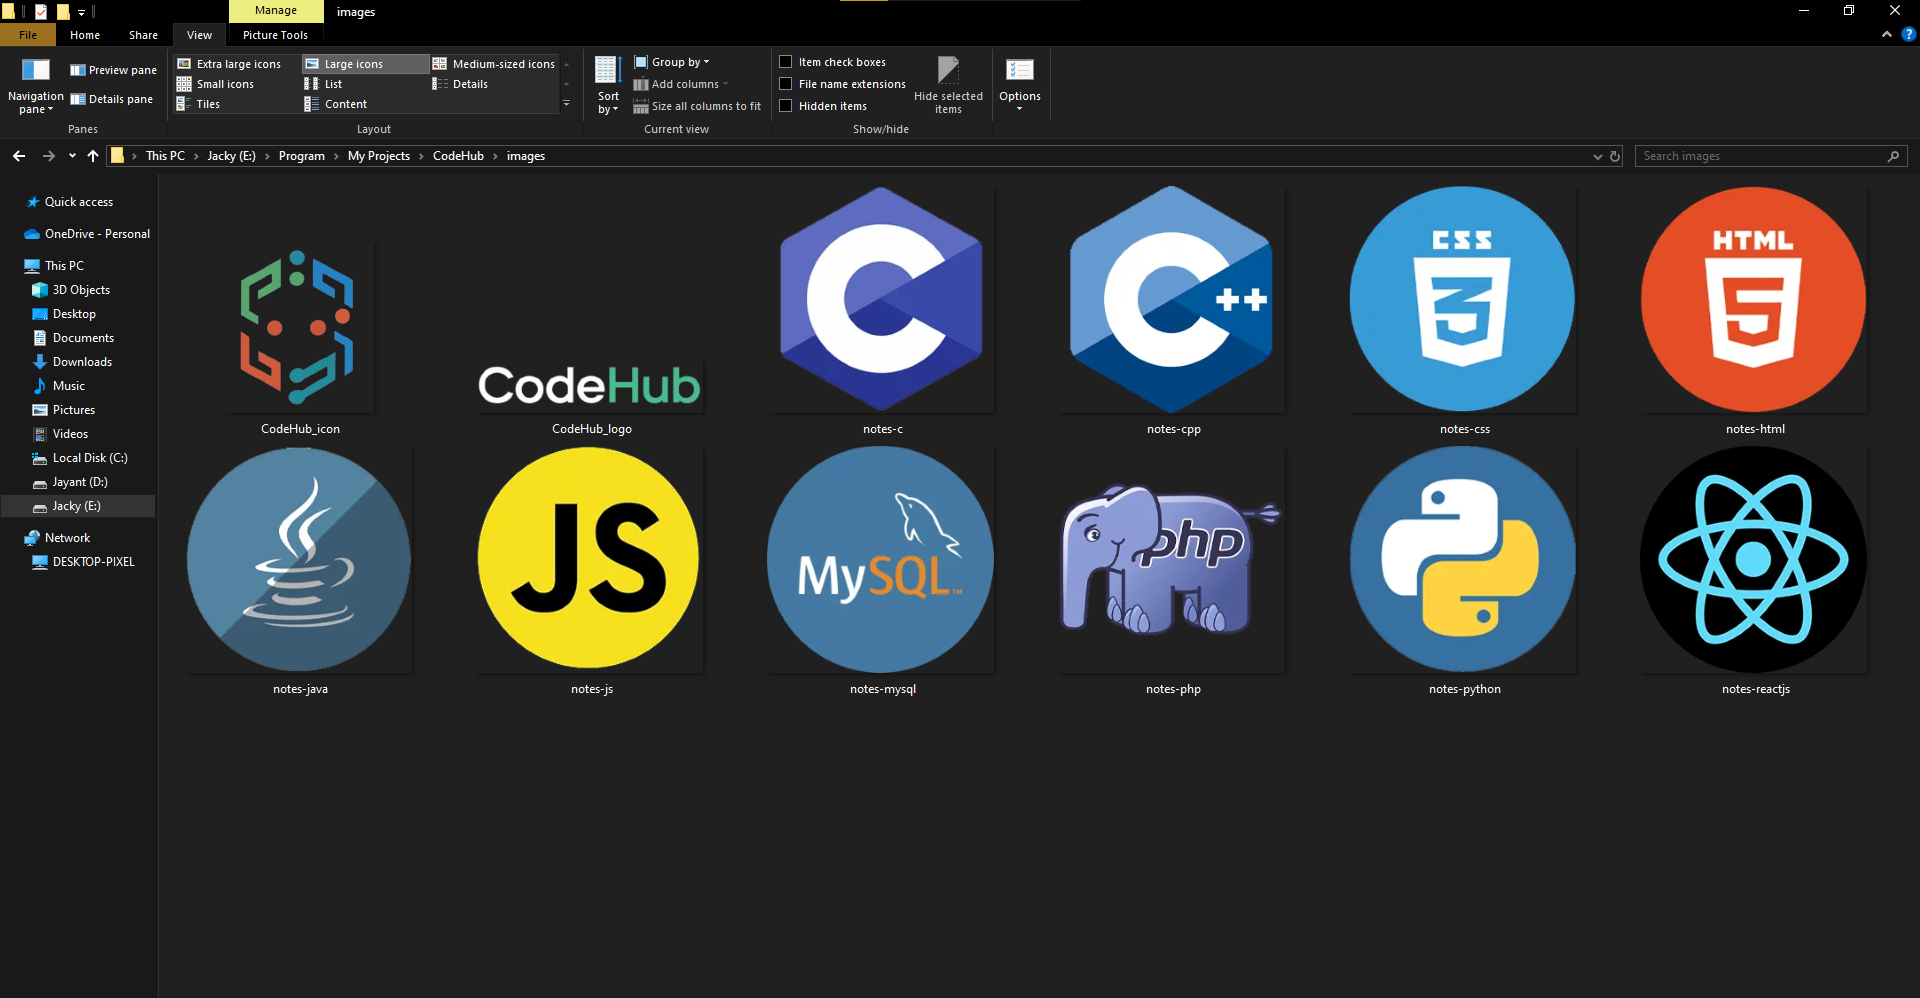 Manage
images
File
Home
Share
View
Picture Tools
Navigation pane
Preview pane
Details pane
Panes
Extra large icons
Large icons
Medium-sized icons
Small icons
List
Details
Tiles
Content
Layout
Sort by
Group by
Add columns
Size all columns to fit
Current view
Item check boxes
File name extensions
Hidden items
Hide selected items
Show/hide
Options
This PC > Jacky (E:) > Program > My Projects > CodeHub > images
Search images
Quick access
OneDrive - Personal
This PC
3D Objects
Desktop
Documents
Downloads
Music
Pictures
Videos
Local Disk (C:)
Jayant (D:)
Jacky (E:)
Network
DESKTOP-PIXEL
CodeHub_icon
CodeHub
CodeHub_logo
C
notes-c
C++
notes-cpp
CSS
3
notes-css
HTML
5
notes-html
notes-java
JS
notes-js
MySQL™
notes-mysql
php
notes-php
notes-python
notes-reactjs